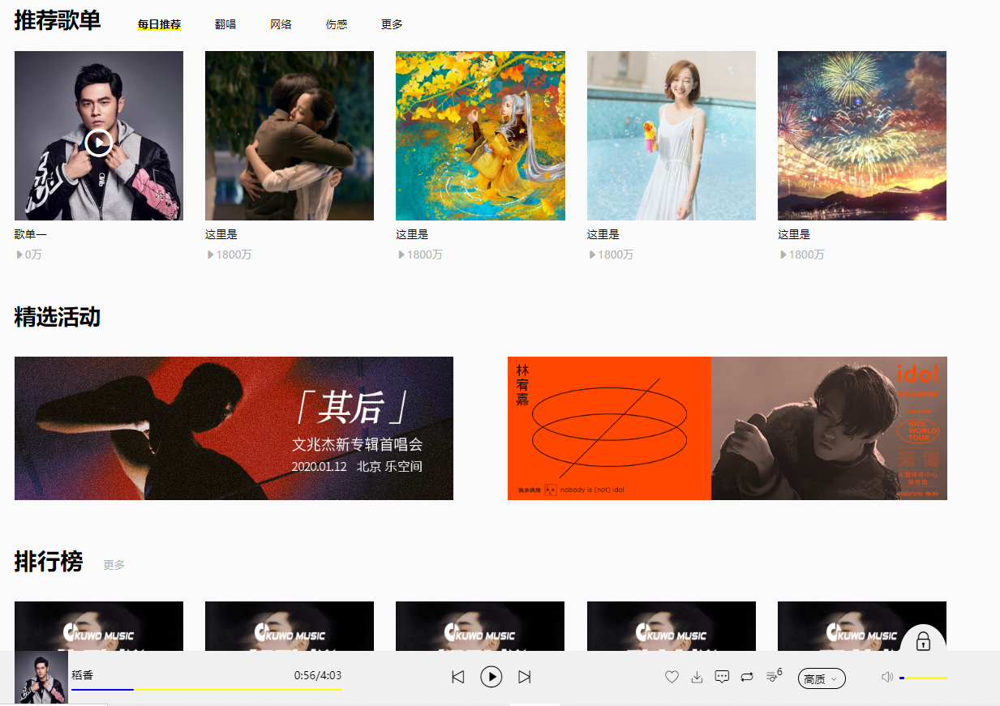 推荐歌单
每日推荐 翻唱 网络 伤感 更多
歌单一
0万
这里是
1800万
这里是
1800万
这里是
1800万
这里是
1800万
精选活动
「其后」
文兆杰新专辑首唱会
2020.01.12 北京 乐空间
林宥嘉
nobody is (not) idol
idol
IDOL
WORLD
TOUR
排行榜 更多
KUWO MUSIC
KUWO MUSIC
KUWO MUSIC
KUWO MUSIC
KUWO MUSIC
稻香 0:56/4:03
6
高质